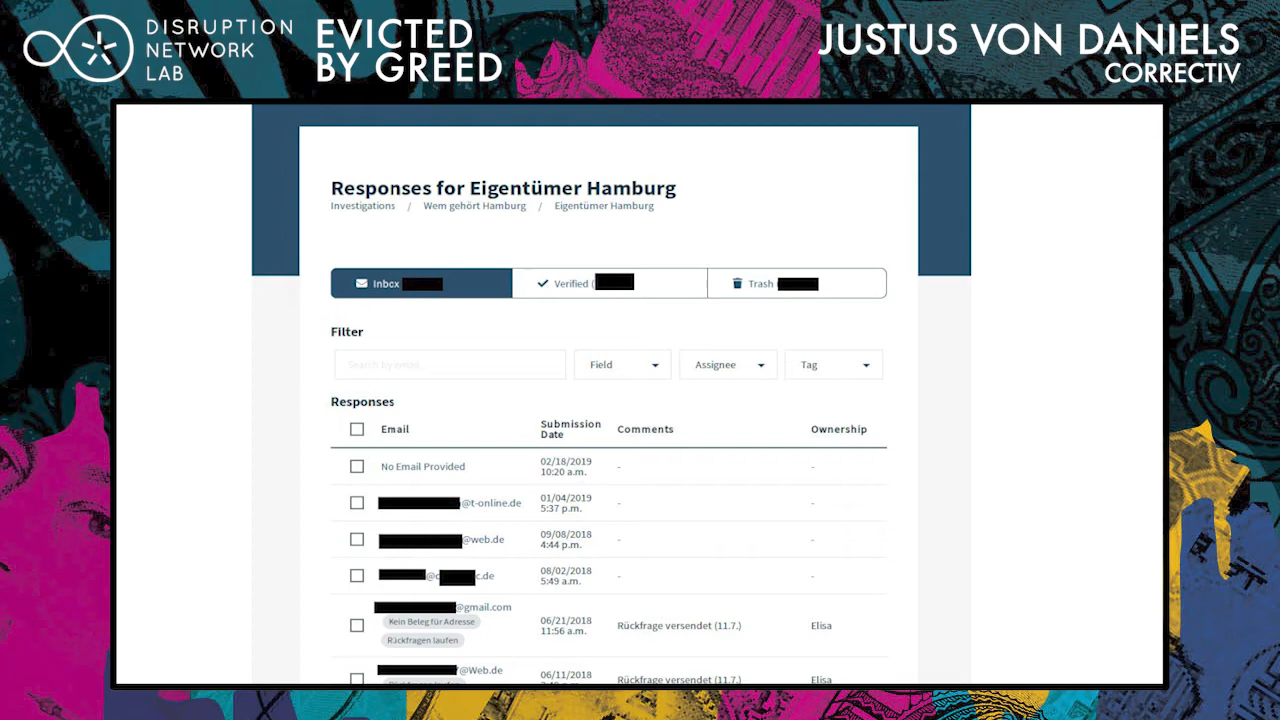 DISRUPTION
NETWORK
LAB
EVICTED
BY GREED
JUSTUS VON DANIELS
CORRECTIV
Responses for Eigentümer Hamburg
Investigations / Wem gehört Hamburg / Eigentümer Hamburg
Inbox
Verified (
Trash
Filter
Search by email
Field
Assignee
Tag
Responses
Email
Submission
Date
Comments
Ownership
No Email Provided
02/18/2019
10:20 a.m.
-
-
@t-online.de
01/04/2019
5:37 p.m.
-
-
@web.de
09/08/2018
4:44 p.m.
-
-
@c
c.de
08/02/2018
5:49 a.m.
-
-
@gmail.com
Kein Beleg für Adresse
Rückfragen laufen
06/21/2018
11:56 a.m.
Rückfrage versendet (11.7.)
Elisa
@Web.de
06/11/2018
Rückfrage versendet (11.7.)
Elisa